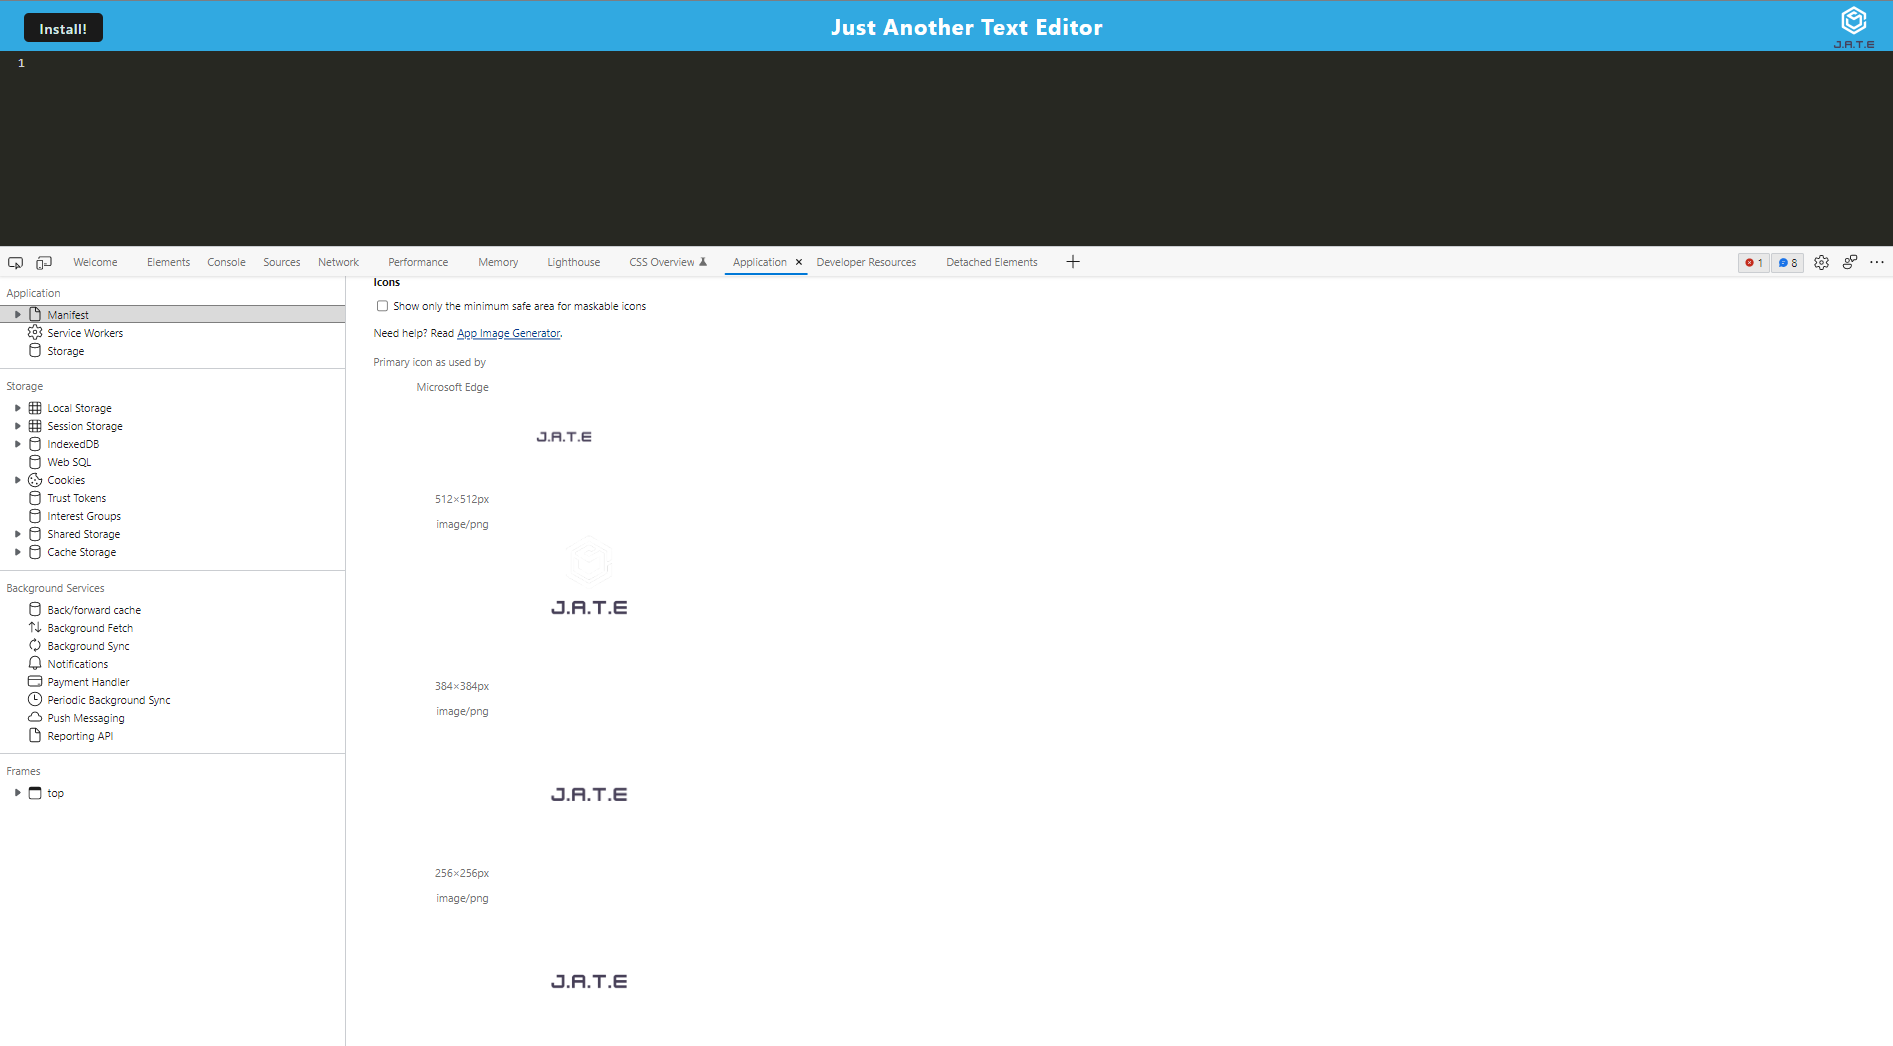 Install!
Just Another Text Editor
J.A.T.E
1
Welcome Elements Console Sources Network Performance Memory Lighthouse CSS Overview Application Developer Resources Detached Elements 1 8
Application
Manifest
Service Workers
Storage
Storage
Local Storage
Session Storage
IndexedDB
Web SQL
Cookies
Trust Tokens
Interest Groups
Shared Storage
Cache Storage
Background Services
Back/forward cache
Background Fetch
Background Sync
Notifications
Payment Handler
Periodic Background Sync
Push Messaging
Reporting API
Frames
top
Icons
Show only the minimum safe area for maskable icons
Need help? Read App Image Generator.
Primary icon as used by
Microsoft Edge
J.A.T.E
512×512px
image/png
J.A.T.E
384×384px
image/png
J.A.T.E
256×256px
image/png
J.A.T.E